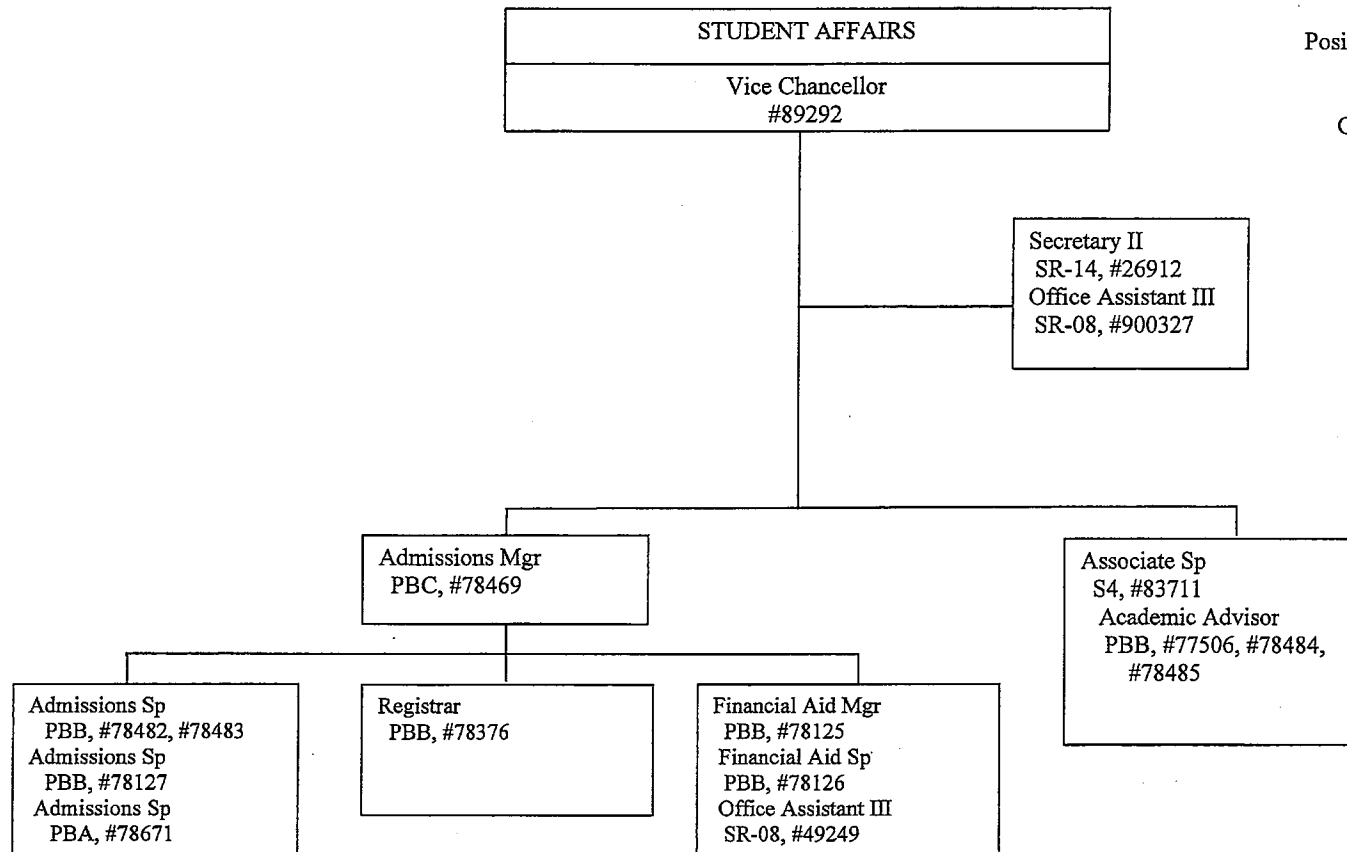 STUDENT AFFAIRS
Vice Chancellor
#89292
Secretary II
SR-14, #26912
Office Assistant III
SR-08, #900327
Admissions Mgr
PBC, #78469
Associate Sp
S4, #83711
Academic Advisor
PBB, #77506, #78484,
#78485
Admissions Sp
PBB, #78482, #78483
Admissions Sp
PBB, #78127
Admissions Sp
PBA, #78671
Registrar
PBB, #78376
Financial Aid Mgr
PBB, #78125
Financial Aid Sp
PBB, #78126
Office Assistant III
SR-08, #49249